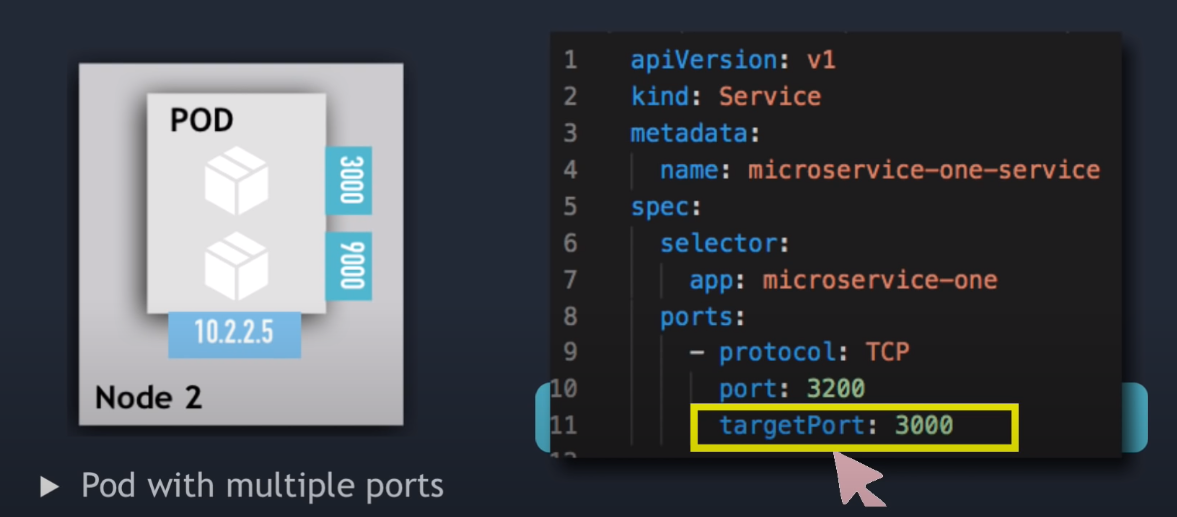 POD
3000
9000
10.2.2.5
Node 2
Pod with multiple ports
1 apiVersion: v1
2 kind: Service
3 metadata:
4 name: microservice-one-service
5 spec:
6 selector:
7 app: microservice-one
8 ports:
9 - protocol: TCP
10 port: 3200
11 targetPort: 3000